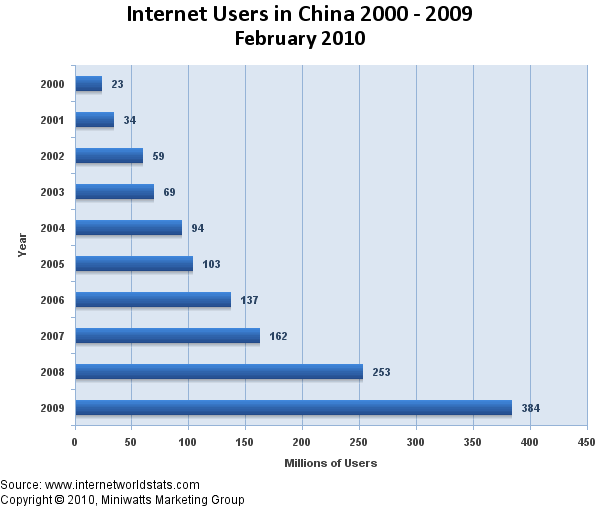 Internet Users in China 2000 - 2009
February 2010
Year
2000 23
2001 34
2002 59
2003 69
2004 94
2005 103
2006 137
2007 162
2008 253
2009 384
0 50 100 150 200 250 300 350 400 450
Millions of Users
Source: www.internetworldstats.com
Copyright © 2010, Miniwatts Marketing Group